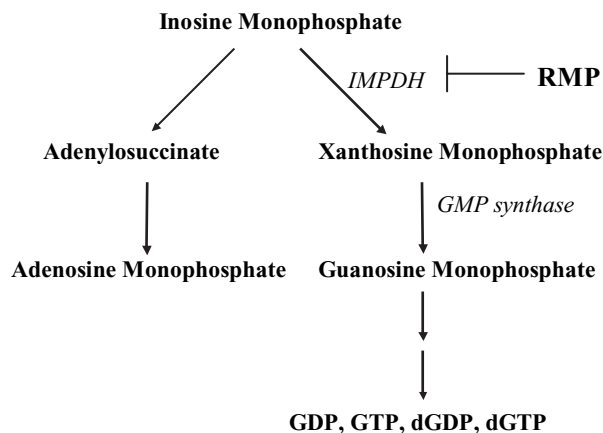 Inosine Monophosphate
IMPDH
RMP
Adenylosuccinate
Xanthosine Monophosphate
GMP synthase
Adenosine Monophosphate
Guanosine Monophosphate
GDP, GTP, dGDP, dGTP